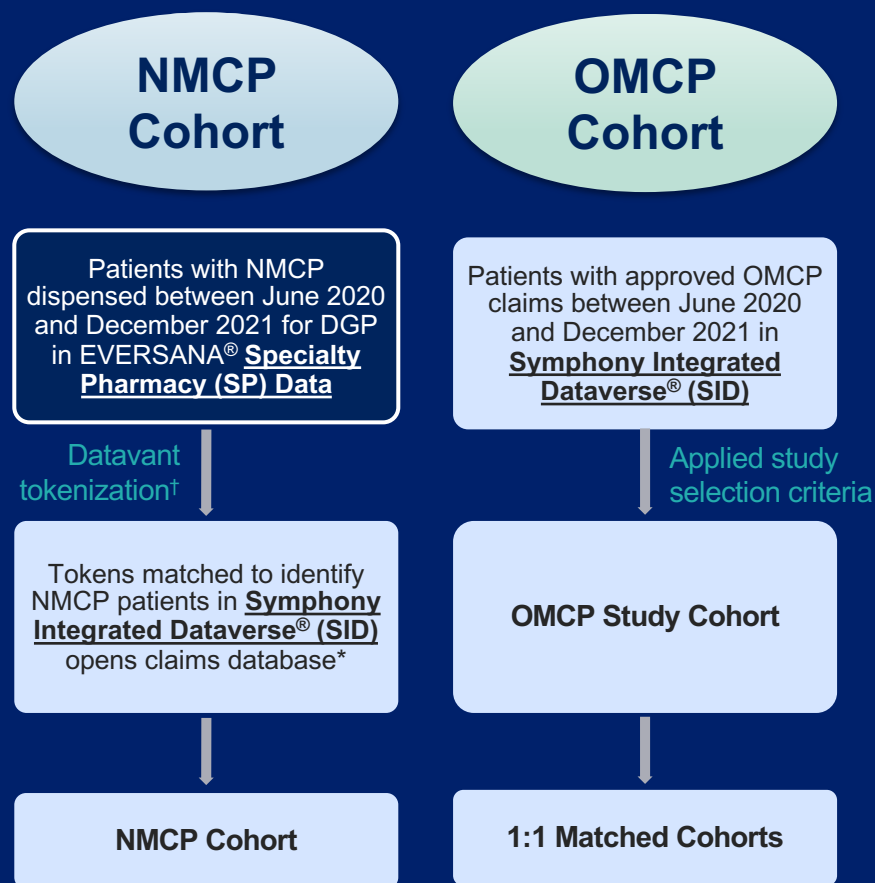 NMCP
Cohort
OMCP
Cohort
Patients with NMCP
dispensed between June 2020
and December 2021 for DGP
in EVERSANA® Specialty
Pharmacy (SP) Data
Patients with approved OMCP
claims between June 2020
and December 2021 in
Symphony Integrated
Dataverse® (SID)
Datavant
tokenization†
Applied study
selection criteria
Tokens matched to identify
NMCP patients in Symphony
Integrated Dataverse® (SID)
opens claims database*
OMCP Study Cohort
NMCP Cohort
1:1 Matched Cohorts